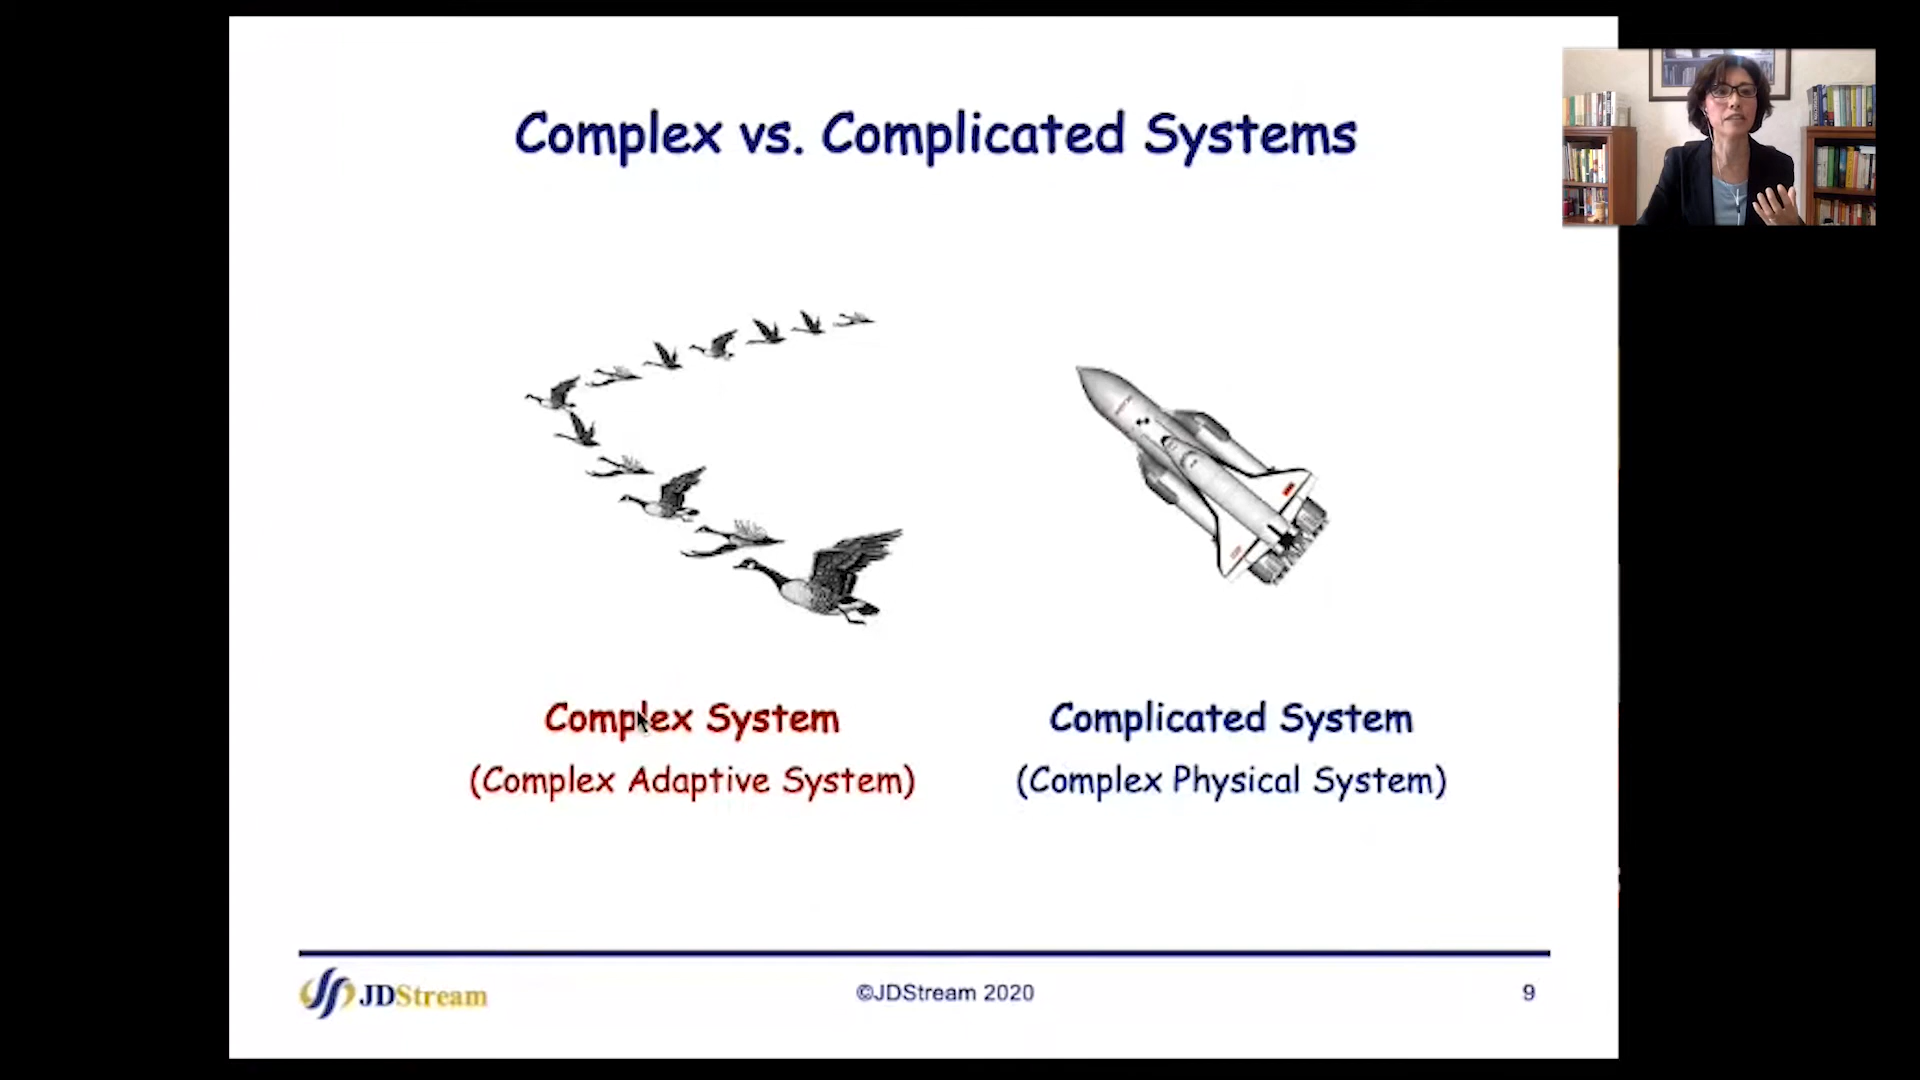 Complex vs. Complicated Systems
Complex System
(Complex Adaptive System)
Complicated System
(Complex Physical System)
JDStream
©JDStream 2020
9